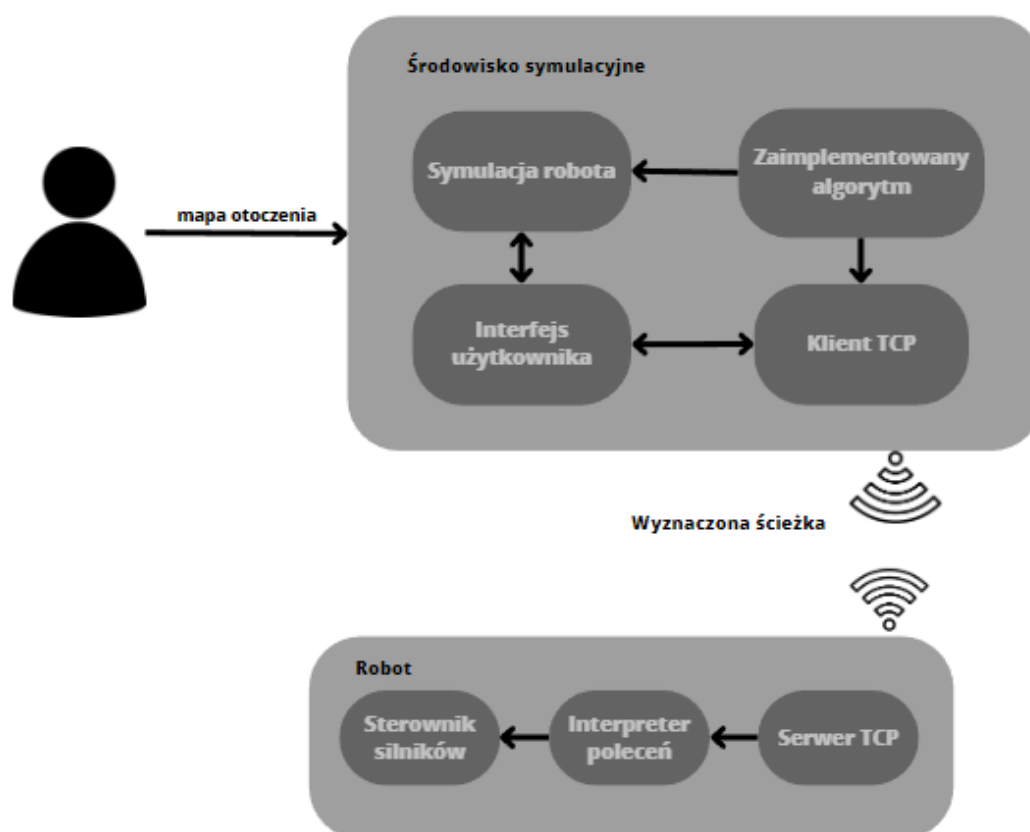 Środowisko symulacyjne
Symulacja robota
Zaimplementowany
algorytm
mapa otoczenia
Interfejs
użytkownika
Klient TCP
Wyznaczona ścieżka
Robot
Sterownik
silników
Interpreter
poleceń
Serwer TCP